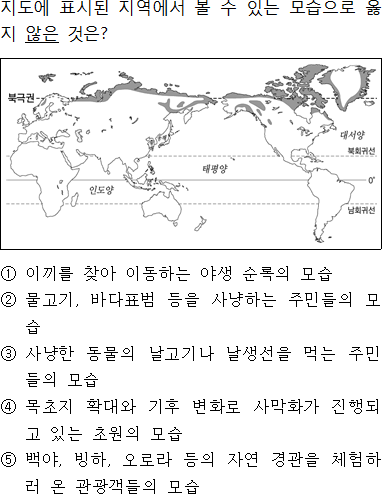 지도에 표시된 지역에서 볼 수 있는 모습으로 옳
지 않은 것은?
북극권
대서양
북회귀선
태평양
인도양
0°
남회귀선
① 이끼를 찾아 이동하는 야생 순록의 모습
② 물고기, 바다표범 등을 사냥하는 주민들의 모
습
③ 사냥한 동물의 날고기나 날생선을 먹는 주민
들의 모습
④ 목초지 확대와 기후 변화로 사막화가 진행되
고 있는 초원의 모습
⑤ 백야, 빙하, 오로라 등의 자연 경관을 체험하
러 온 관광객들의 모습